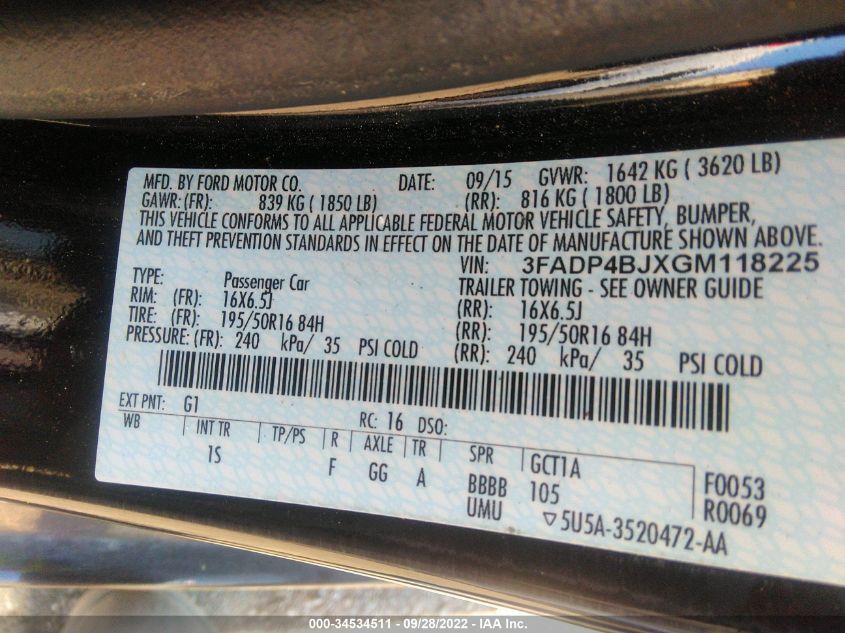 MFD. BY FORD MOTOR CO. DATE: 09/15 GVWR: 1642 KG ( 3620 LB)
GAWR: (FR): 839 KG ( 1850 LB) (RR): 816 KG ( 1800 LB)
THIS VEHICLE CONFORMS TO ALL APPLICABLE FEDERAL MOTOR VEHICLE SAFETY, BUMPER,
AND THEFT PREVENTION STANDARDS IN EFFECT ON THE DATE OF MANUFACTURE SHOWN ABOVE.
VIN: 3FADP4BJXGM118225
TYPE: Passenger Car TRAILER TOWING - SEE OWNER GUIDE
RIM: (FR): 16X6.5J (RR): 16X6.5J
TIRE: (FR): 195/50R16 84H (RR): 195/50R16 84H
PRESSURE: (FR): 240 kPa/ 35 PSI COLD (RR): 240 kPa/ 35 PSI COLD
EXT PNT: G1 RC: 16 DSO:
WB INT TR TP/PS R AXLE TR SPR GCT1A
1S F GG A BBBB 105 F0053
UMU ▽5U5A-3520472-AA R0069
000-34534511 - 09/28/2022 - IAA Inc.